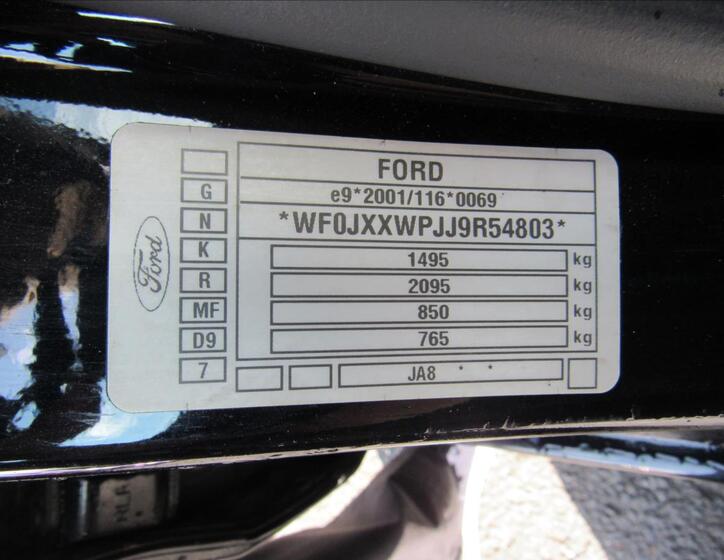 Ford
G
N
K
R
MF
D9
7
FORD
e9*2001/116*0069
*WF0JXXWPJJ9R54803*
1495 kg
2095 kg
850 kg
765 kg
JA8 * *